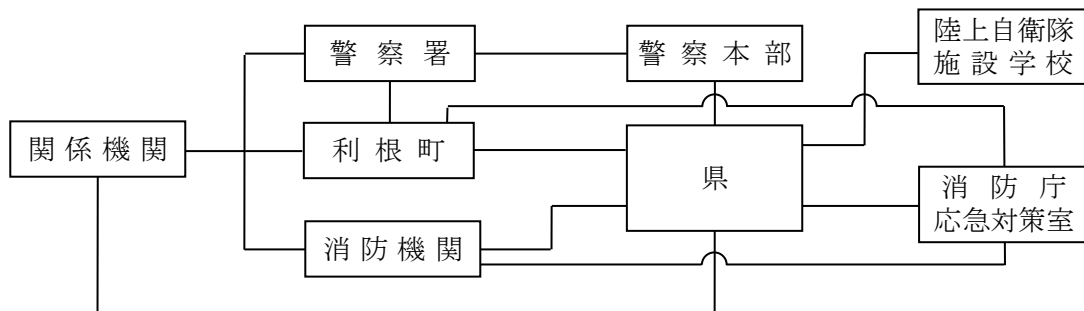 警察署
警察本部
陸上自衛隊
施設学校
関係機関
利根町
県
消防庁
応急対策室
消防機関